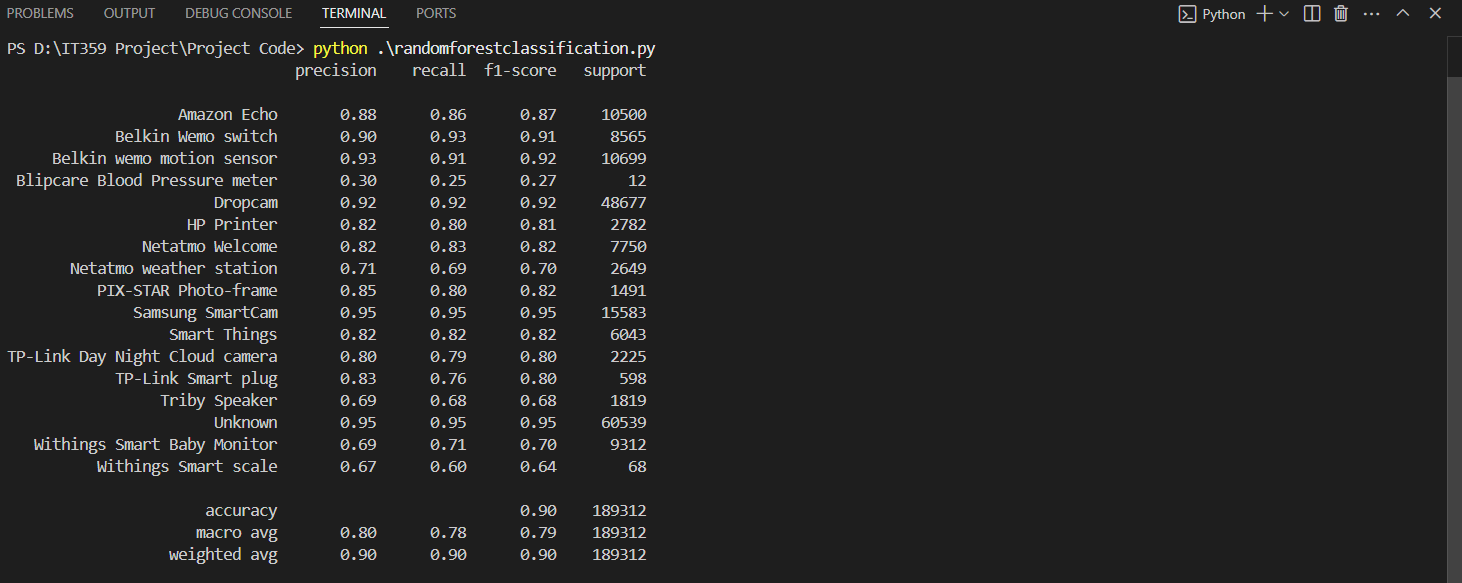 PROBLEMS OUTPUT DEBUG CONSOLE TERMINAL PORTS Python
PS D:\IT359 Project\Project Code> python .\randomforestclassification.py
precision recall f1-score support
Amazon Echo 0.88 0.86 0.87 10500
Belkin Wemo switch 0.90 0.93 0.91 8565
Belkin wemo motion sensor 0.93 0.91 0.92 10699
Blipcare Blood Pressure meter 0.30 0.25 0.27 12
Dropcam 0.92 0.92 0.92 48677
HP Printer 0.82 0.80 0.81 2782
Netatmo Welcome 0.82 0.83 0.82 7750
Netatmo weather station 0.71 0.69 0.70 2649
PIX-STAR Photo-frame 0.85 0.80 0.82 1491
Samsung SmartCam 0.95 0.95 0.95 15583
Smart Things 0.82 0.82 0.82 6043
TP-Link Day Night Cloud camera 0.80 0.79 0.80 2225
TP-Link Smart plug 0.83 0.76 0.80 598
Triby Speaker 0.69 0.68 0.68 1819
Unknown 0.95 0.95 0.95 60539
Withings Smart Baby Monitor 0.69 0.71 0.70 9312
Withings Smart scale 0.67 0.60 0.64 68
accuracy 0.90 189312
macro avg 0.80 0.78 0.79 189312
weighted avg 0.90 0.90 0.90 189312